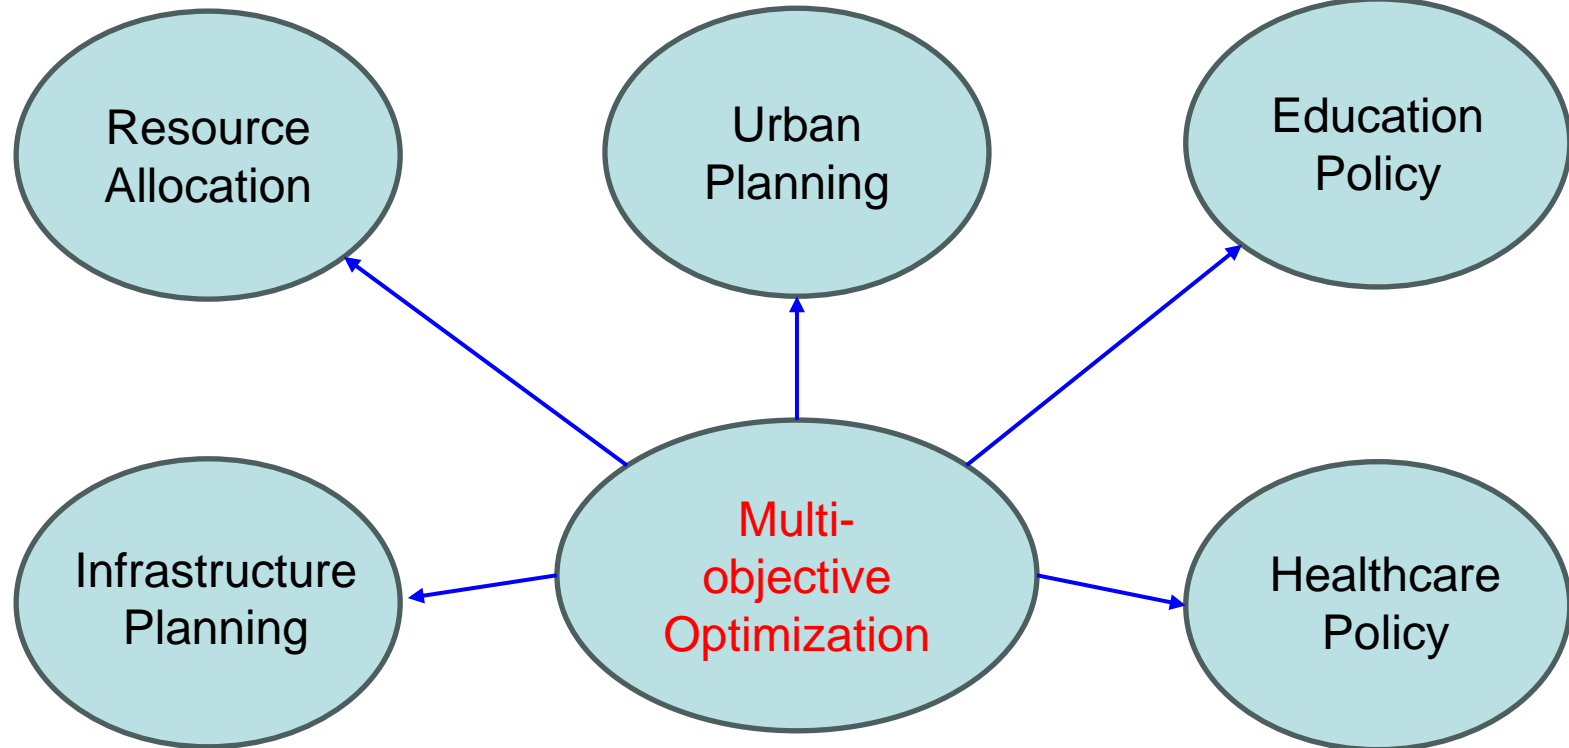 Resource
Allocation
Urban
Planning
Education
Policy
Infrastructure
Planning
Multi-
objective
Optimization
Healthcare
Policy